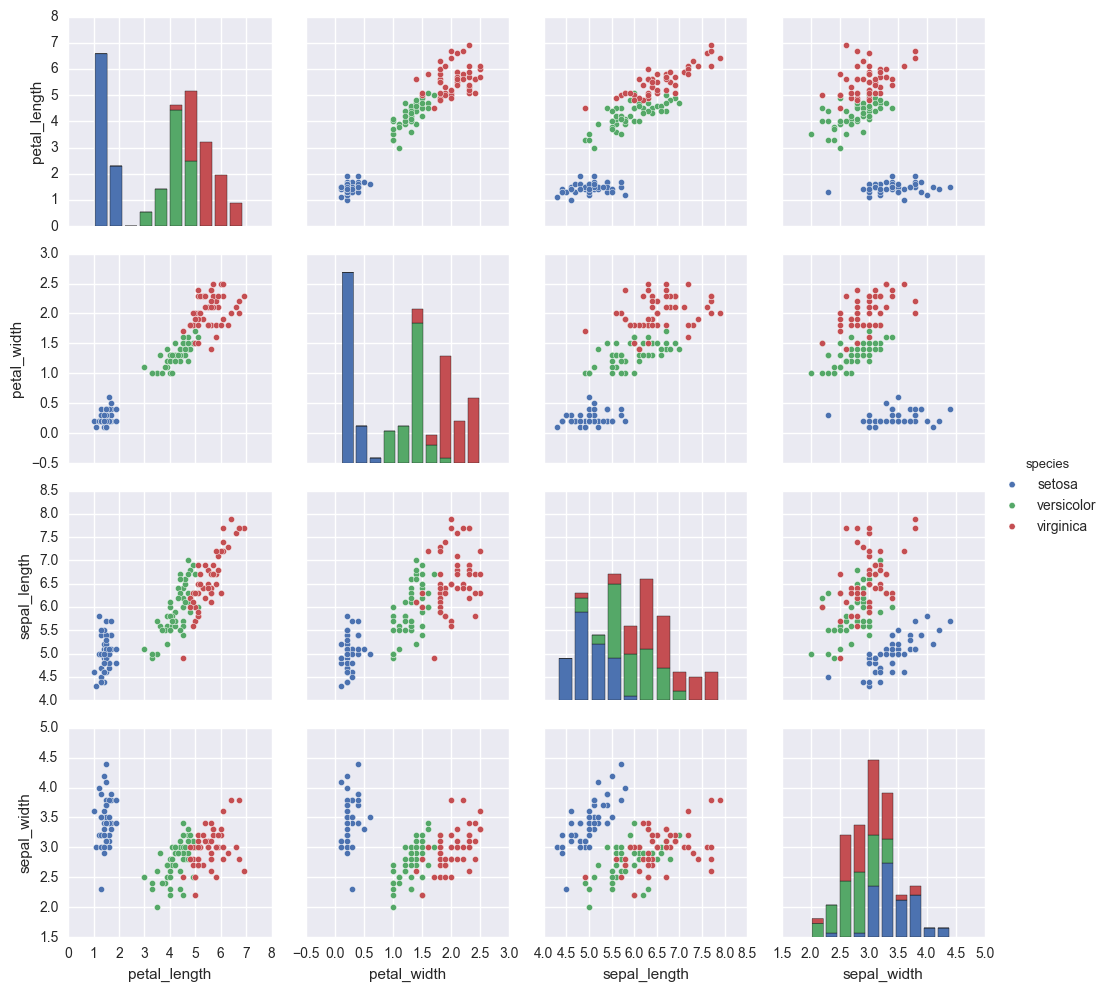 8
7
6
5
4
3
2
1
0
petal_length
3.0
2.5
2.0
1.5
1.0
0.5
0.0
−0.5
petal_width
8.5
8.0
7.5
7.0
6.5
6.0
5.5
5.0
4.5
4.0
sepal_length
5.0
4.5
4.0
3.5
3.0
2.5
2.0
1.5
sepal_width
0 1 2 3 4 5 6 7 8
petal_length
−0.5 0.0 0.5 1.0 1.5 2.0 2.5 3.0
petal_width
4.0 4.5 5.0 5.5 6.0 6.5 7.0 7.5 8.0 8.5
sepal_length
1.5 2.0 2.5 3.0 3.5 4.0 4.5 5.0
sepal_width
species
setosa
versicolor
virginica